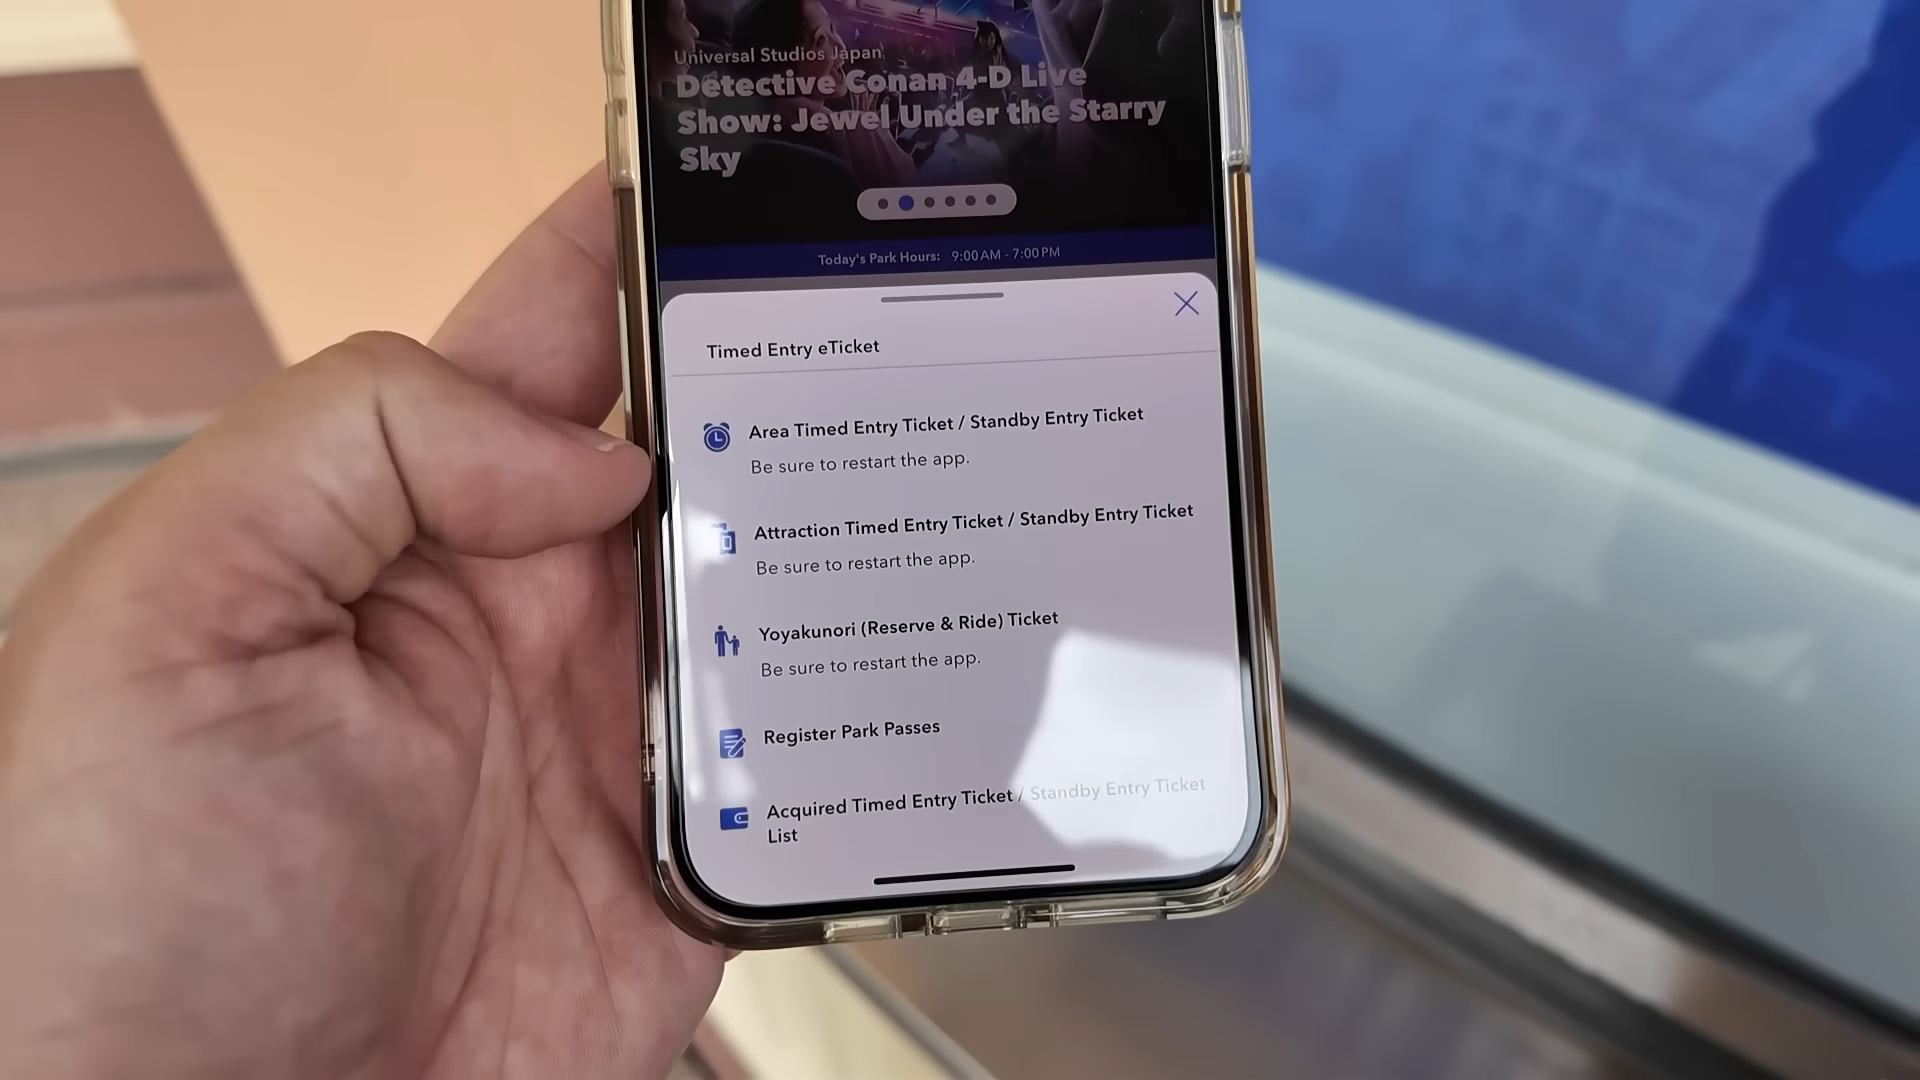 Universal Studios Japan
Detective Conan 4-D Live
Show: Jewel Under the Starry
Sky
Today's Park Hours: 9:00 AM - 7:00 PM
Timed Entry eTicket
Area Timed Entry Ticket / Standby Entry Ticket
Be sure to restart the app.
Attraction Timed Entry Ticket / Standby Entry Ticket
Be sure to restart the app.
Yoyakunori (Reserve & Ride) Ticket
Be sure to restart the app.
Register Park Passes
Acquired Timed Entry Ticket / Standby Entry Ticket
List